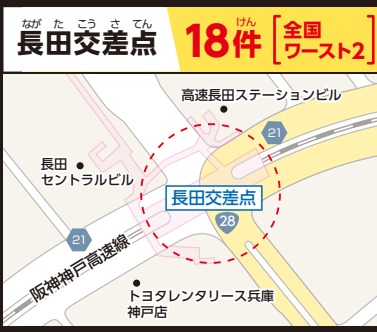 なが た こう さ てん
長田交差点
けん
18件
全国
ワースト2
高速長田ステーションビル
21
長田
セントラルビル
長田交差点
28
21
阪神神戸高速線
トヨタレンタリース兵庫
神戸店